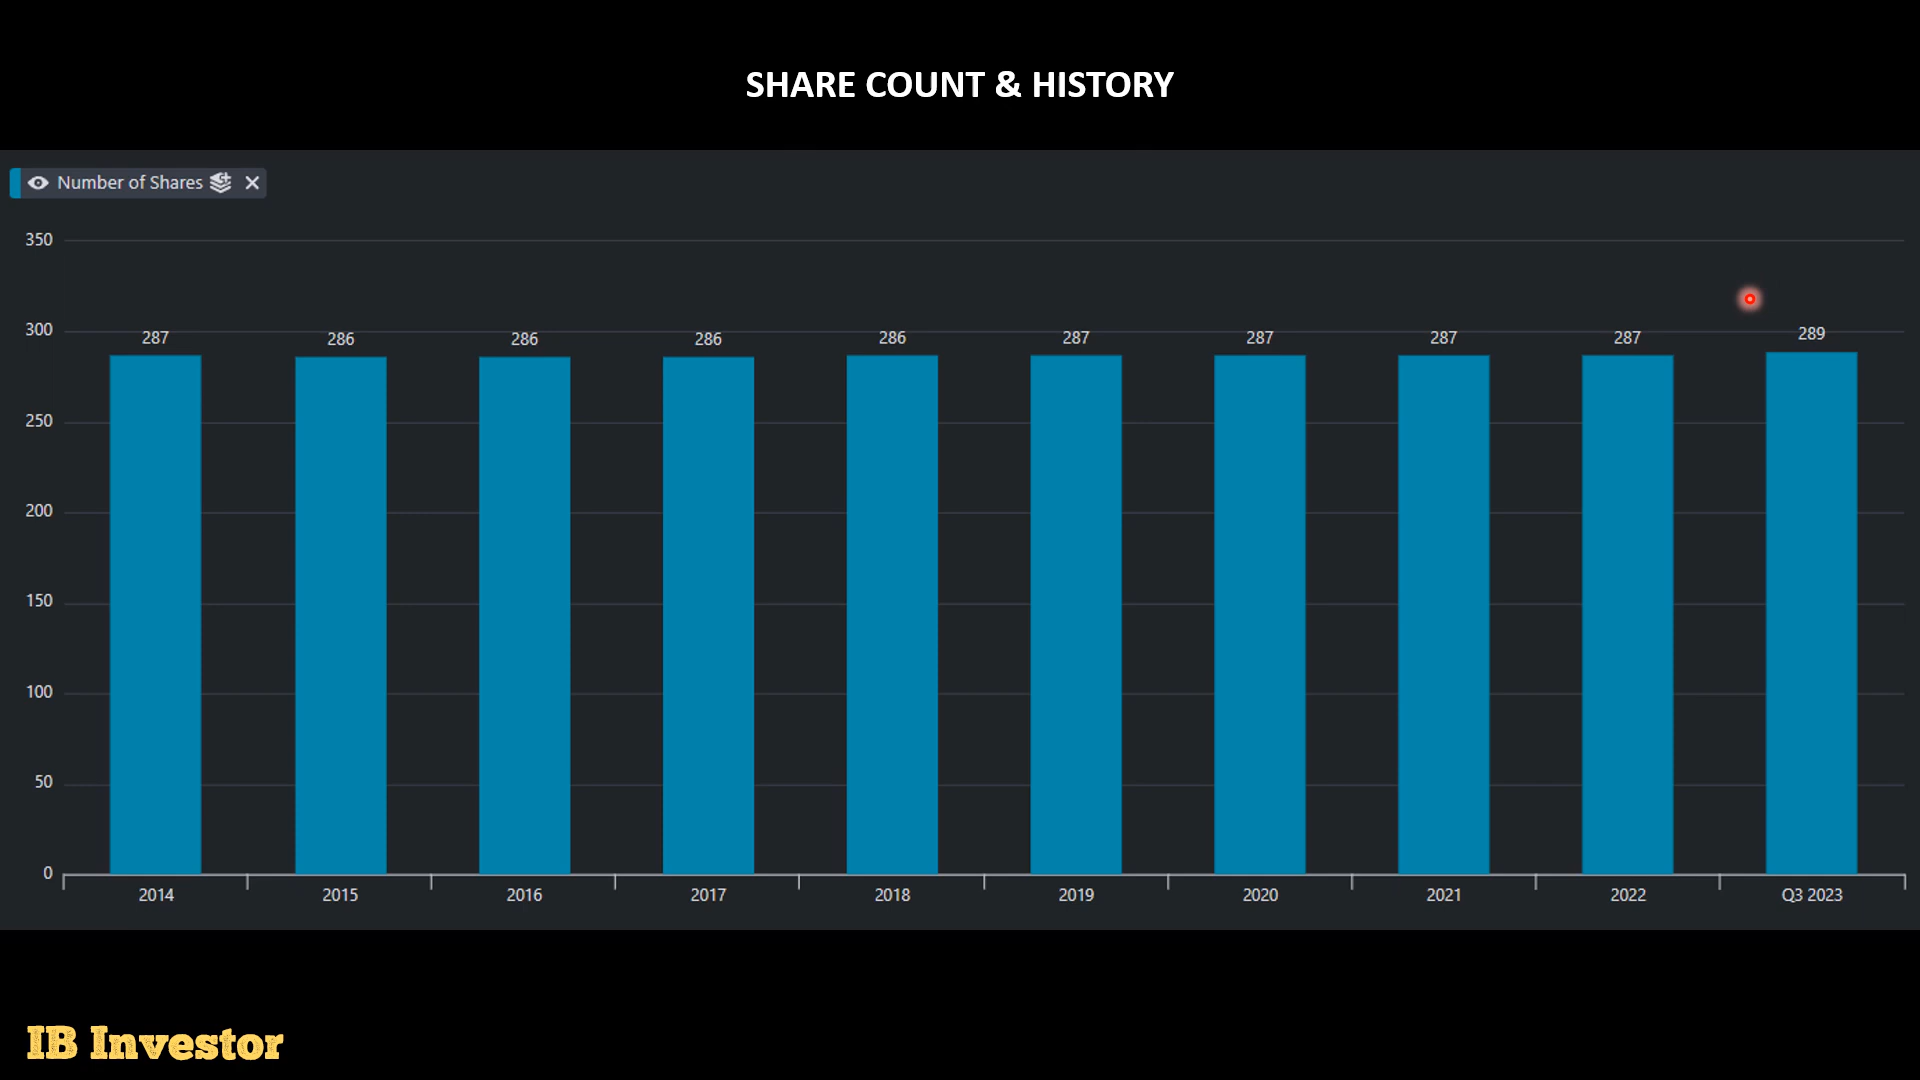 SHARE COUNT & HISTORY
Number of Shares
350
300
250
200
150
100
50
0
287 286 286 286 286 287 287 287 287 289
2014 2015 2016 2017 2018 2019 2020 2021 2022 Q3 2023
IB Investor